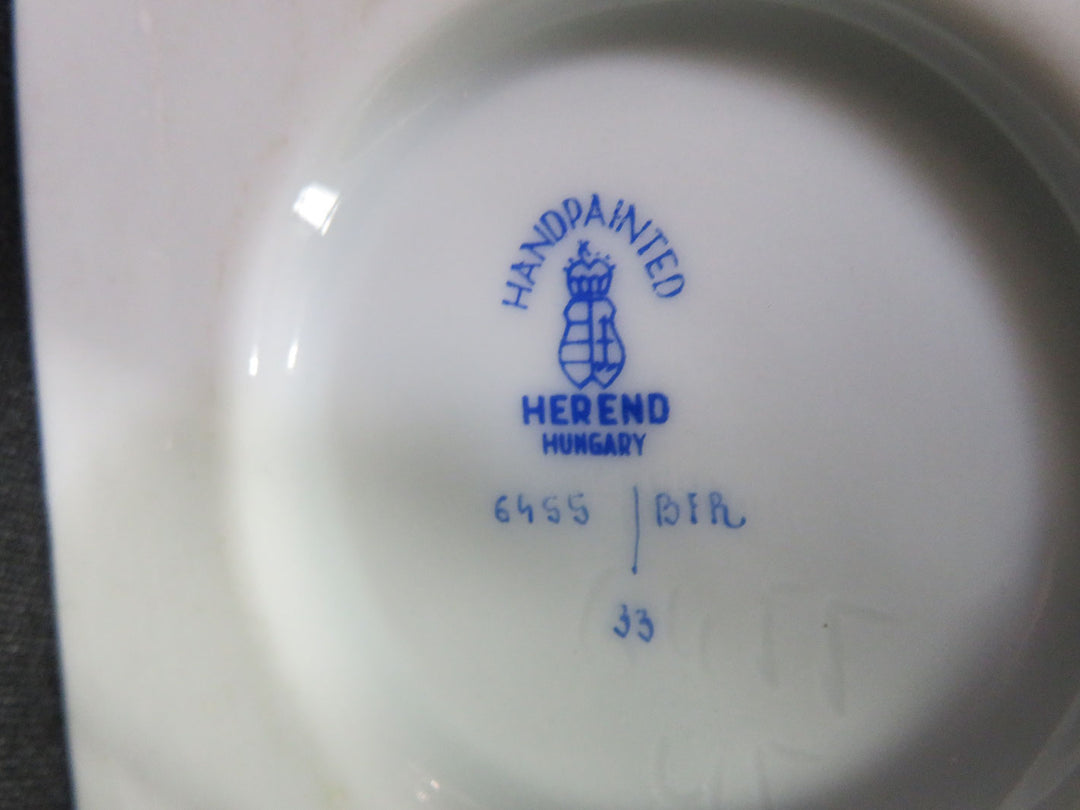 HANDPAINTED
HEREND
HUNGARY
6455 / BFR
33